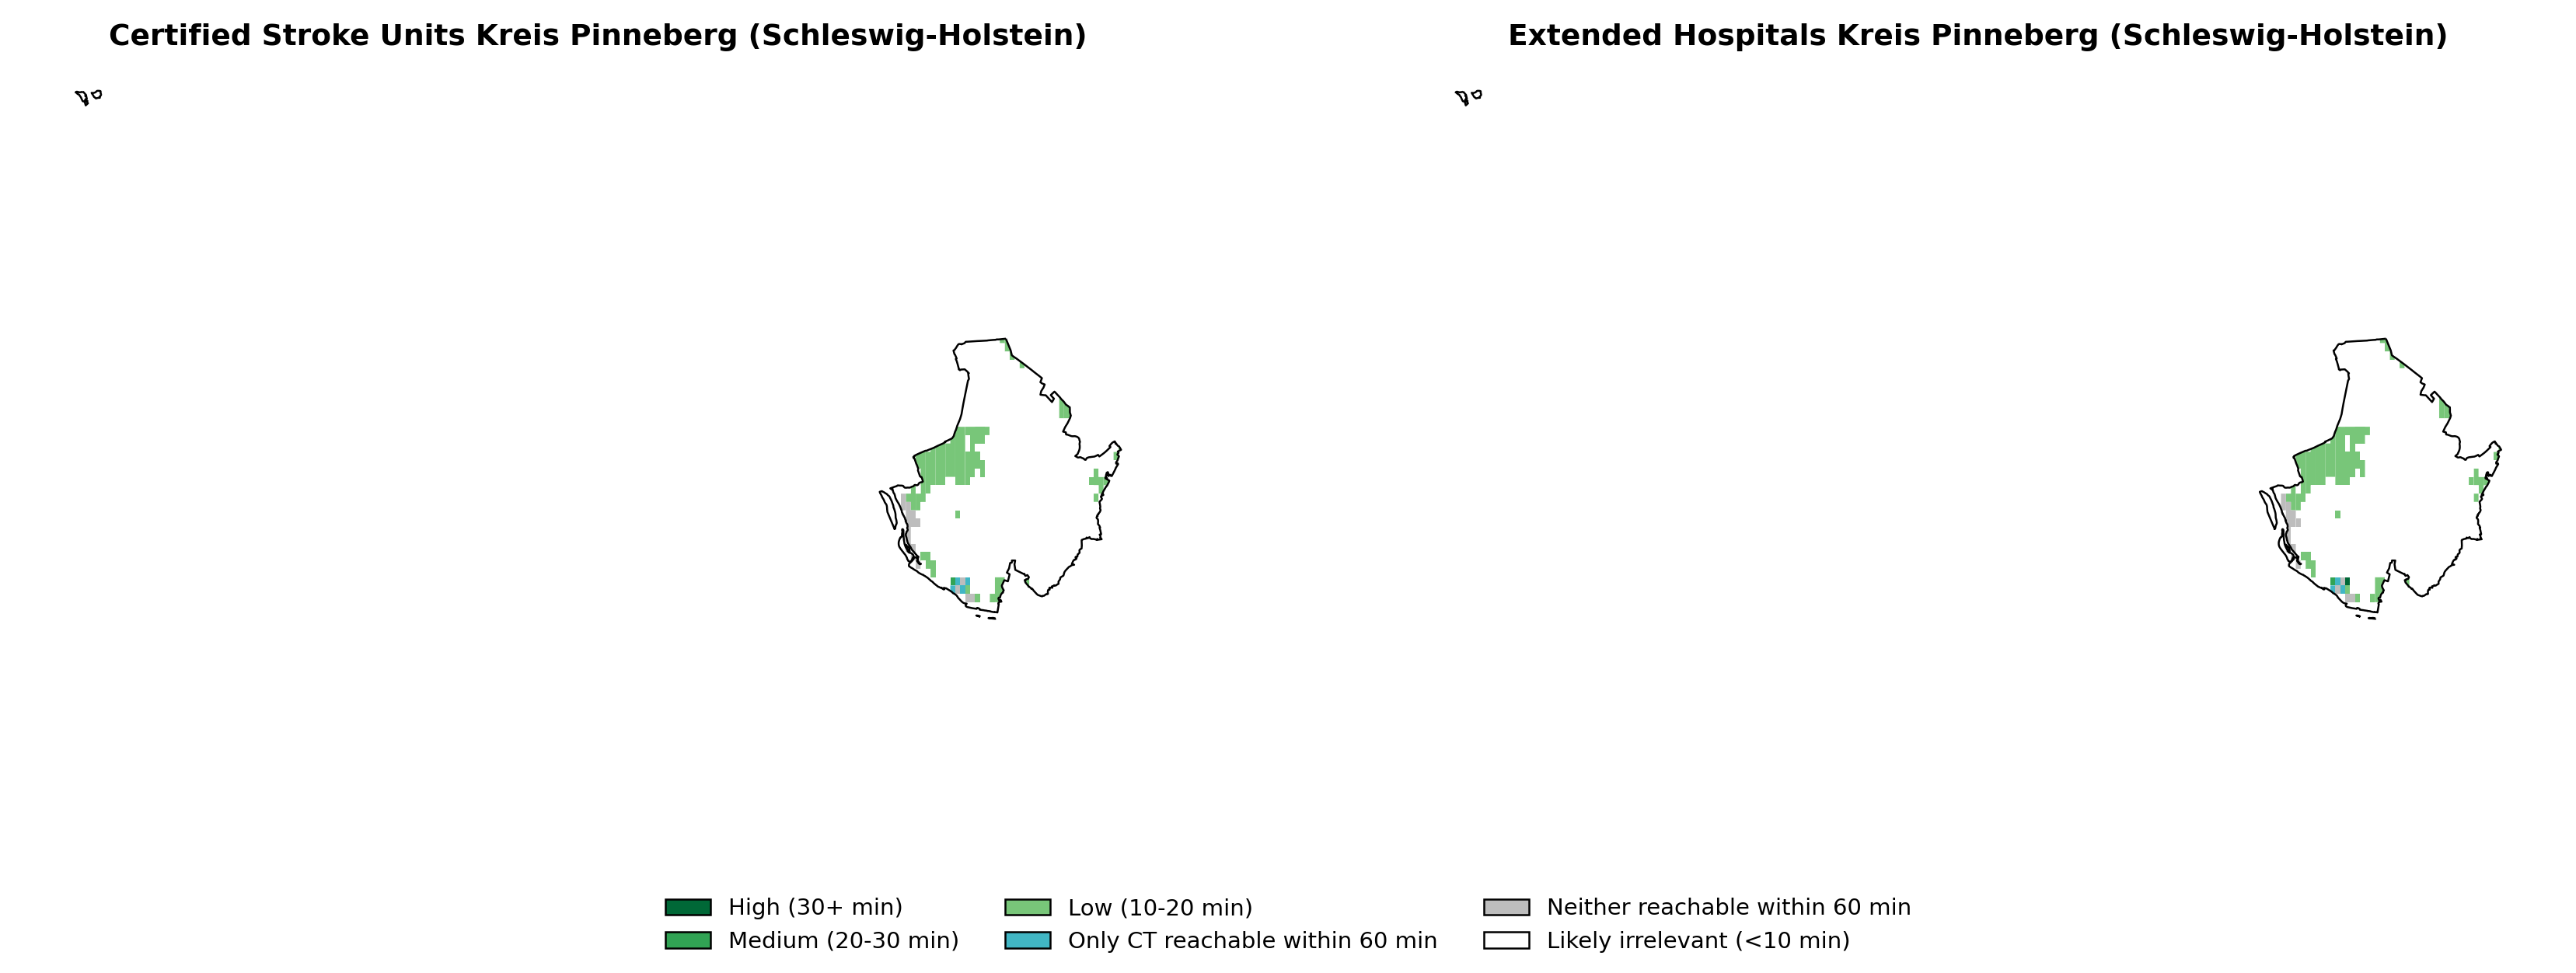 Certified Stroke Units Kreis Pinneberg (Schleswig-Holstein)
Extended Hospitals Kreis Pinneberg (Schleswig-Holstein)
High (30+ min)
Medium (20-30 min)
Low (10-20 min)
Only CT reachable within 60 min
Neither reachable within 60 min
Likely irrelevant (<10 min)